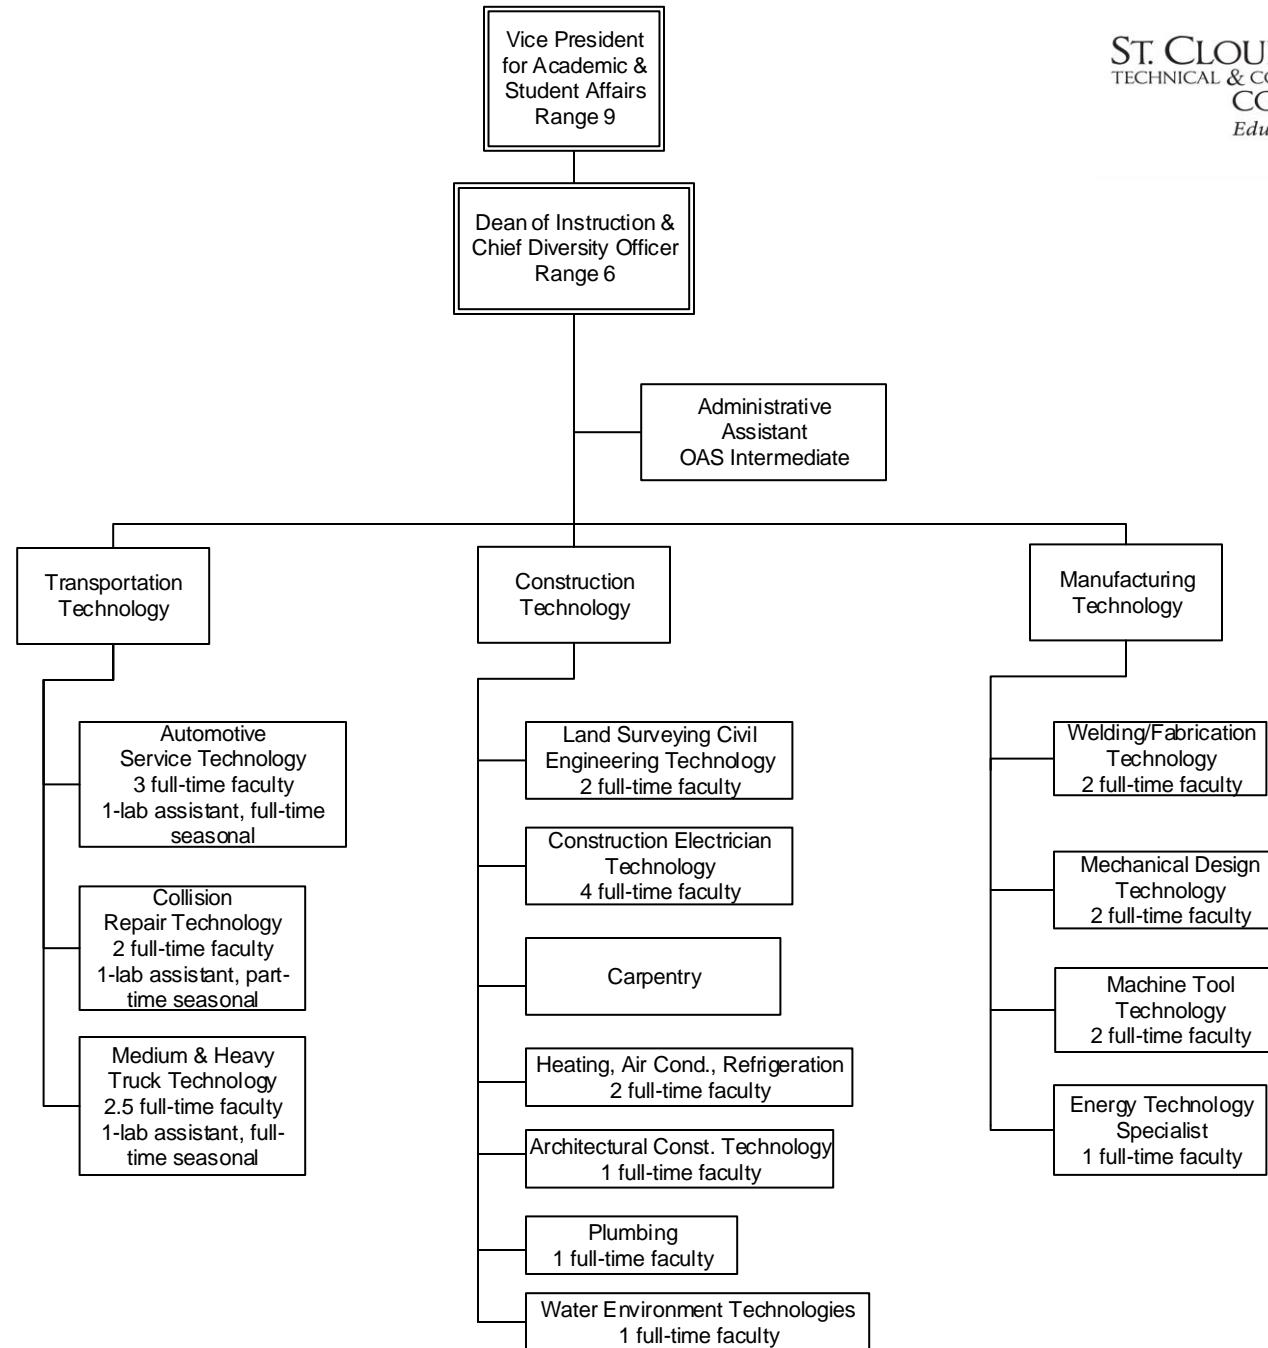 Vice President
for Academic &
Student Affairs
Range 9
ST. CLOU
TECHNICAL & CO
CO
Edu
Dean of Instruction &
Chief Diversity Officer
Range 6
Administrative
Assistant
OAS Intermediate
Transportation
Technology
Construction
Technology
Manufacturing
Technology
Automotive
Service Technology
3 full-time faculty
1-lab assistant, full-time
seasonal
Collision
Repair Technology
2 full-time faculty
1-lab assistant, part-
time seasonal
Medium & Heavy
Truck Technology
2.5 full-time faculty
1-lab assistant, full-
time seasonal
Land Surveying Civil
Engineering Technology
2 full-time faculty
Construction Electrician
Technology
4 full-time faculty
Carpentry
Heating, Air Cond., Refrigeration
2 full-time faculty
Architectural Const. Technology
1 full-time faculty
Plumbing
1 full-time faculty
Water Environment Technologies
1 full-time faculty
Welding/Fabrication
Technology
2 full-time faculty
Mechanical Design
Technology
2 full-time faculty
Machine Tool
Technology
2 full-time faculty
Energy Technology
Specialist
1 full-time faculty